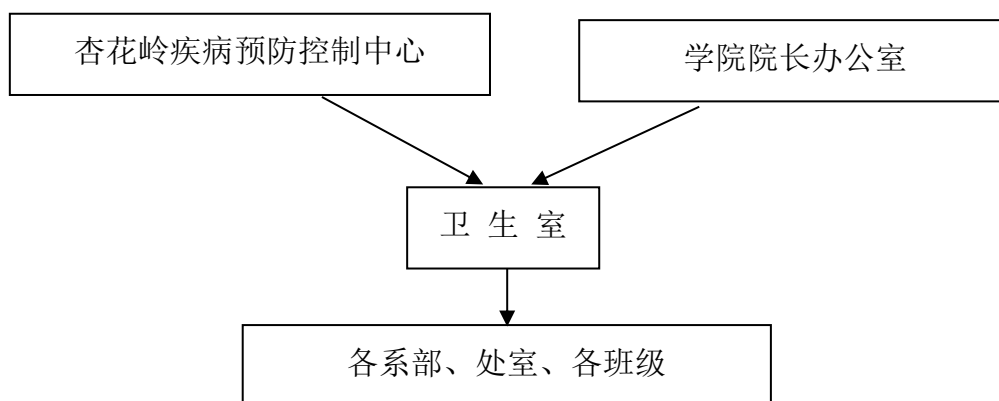 杏花岭疾病预防控制中心
学院院长办公室
卫 生 室
各系部、处室、各班级